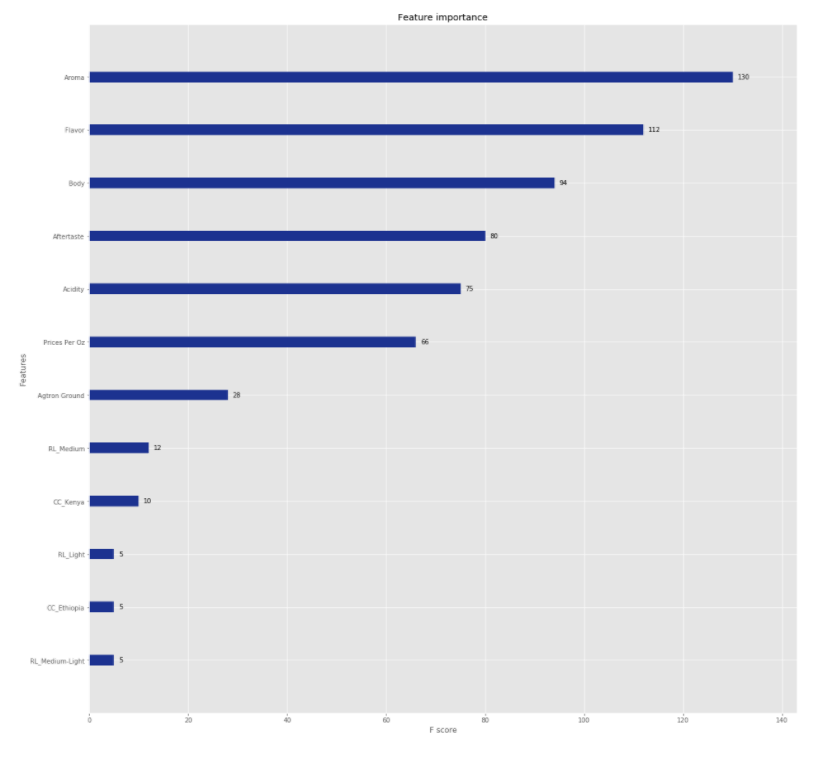 Feature importance
Aroma 130
Flavor 112
Body 94
Aftertaste 80
Acidity 75
Prices Per Oz 66
Features
Agtron Ground 28
RL_Medium 12
CC_Kenya 10
RL_Light 5
CC_Ethiopia 5
RL_Medium-Light 5
0 20 40 60 80 100 120 140
F score